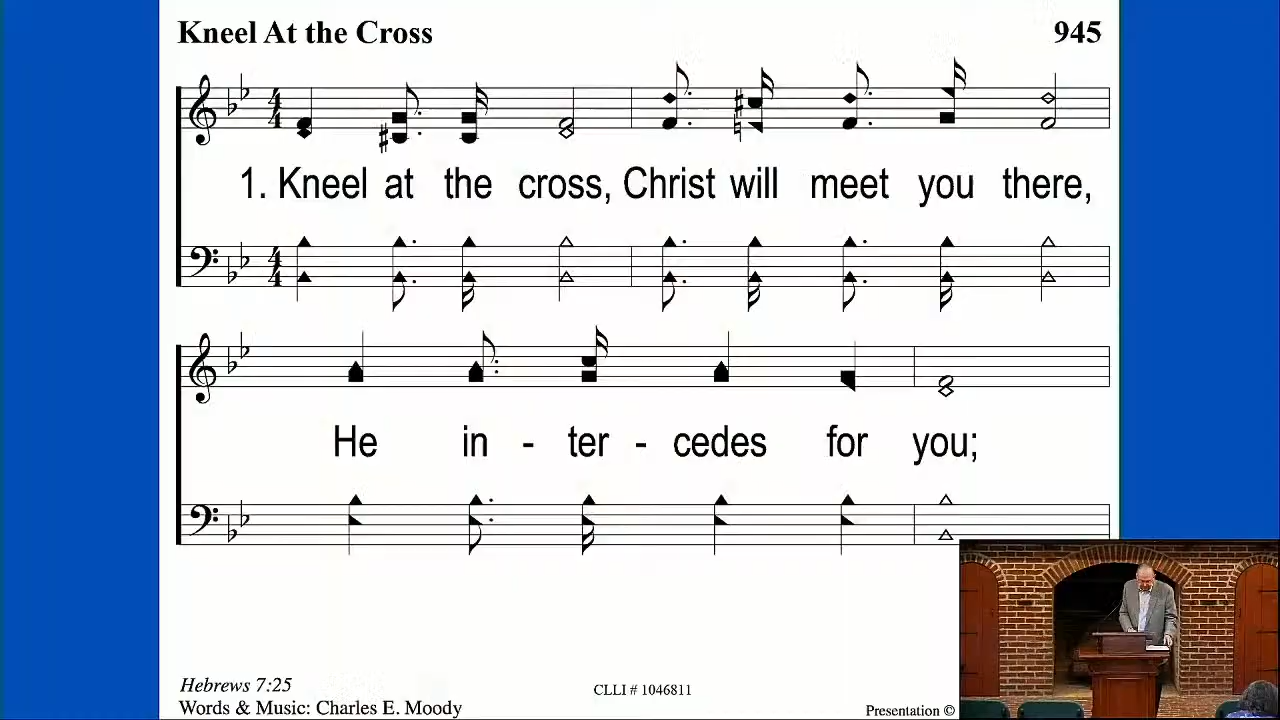 Kneel At the Cross 945
1. Kneel at the cross, Christ will meet you there,
He in - ter - cedes for you;
Hebrews 7:25
CLLI # 1046811
Words & Music: Charles E. Moody
Presentation ©